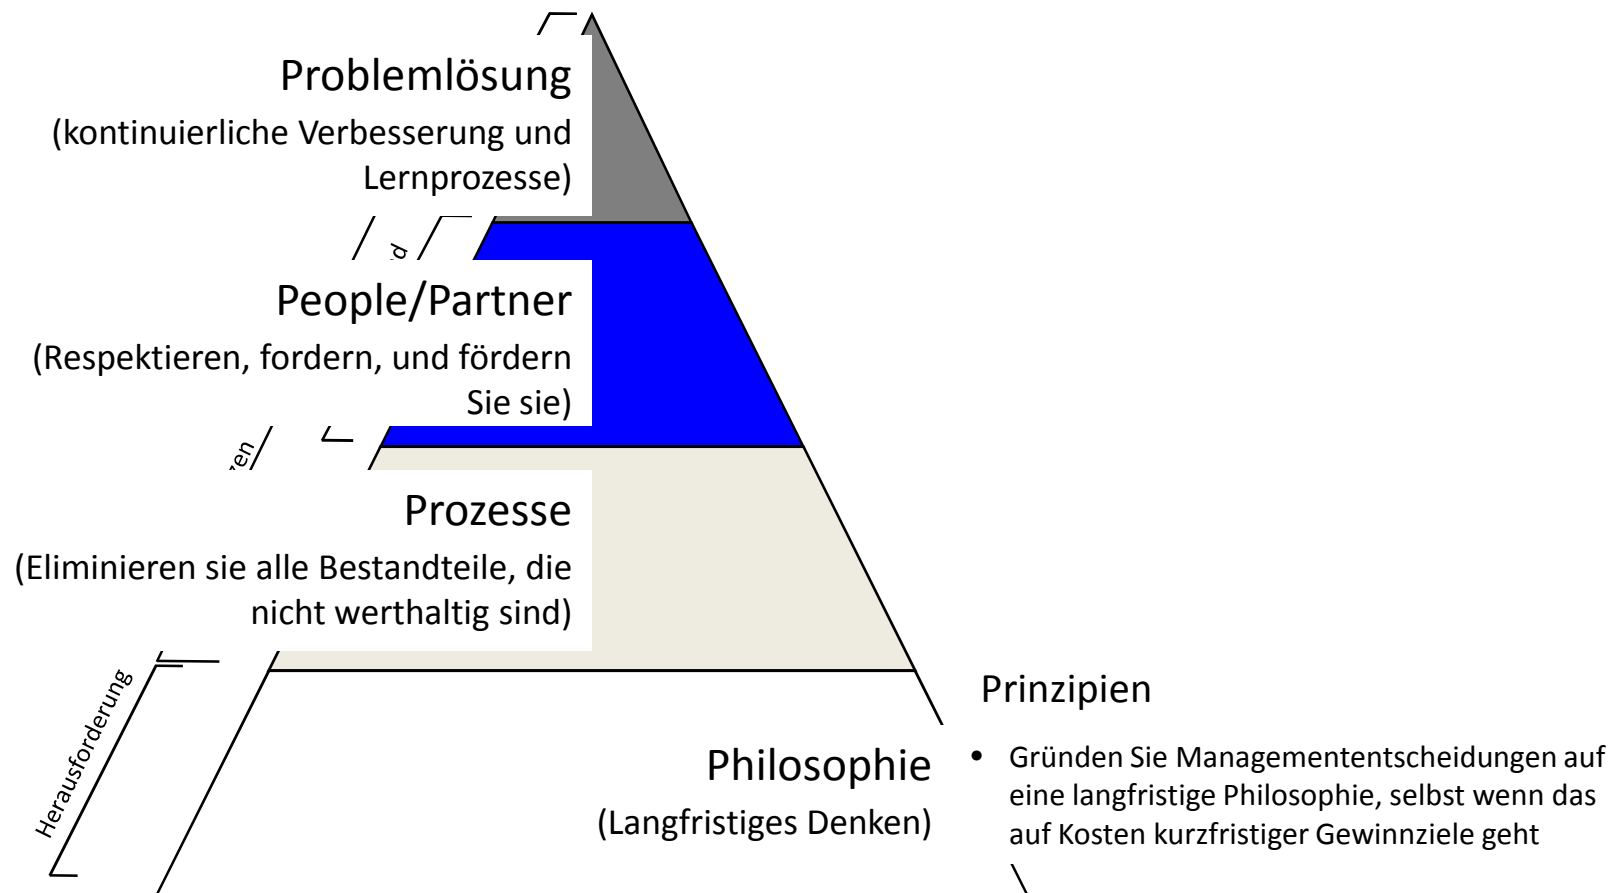 Problemlösung
(kontinuierliche Verbesserung und
Lernprozesse)
People/Partner
(Respektieren, fordern, und fördern
Sie sie)
Prozesse
(Eliminieren sie alle Bestandteile, die
nicht werthaltig sind)
Herausforderung
Philosophie
(Langfristiges Denken)
Prinzipien
• Gründen Sie Managemententscheidungen auf
eine langfristige Philosophie, selbst wenn das
auf Kosten kurzfristiger Gewinnziele geht